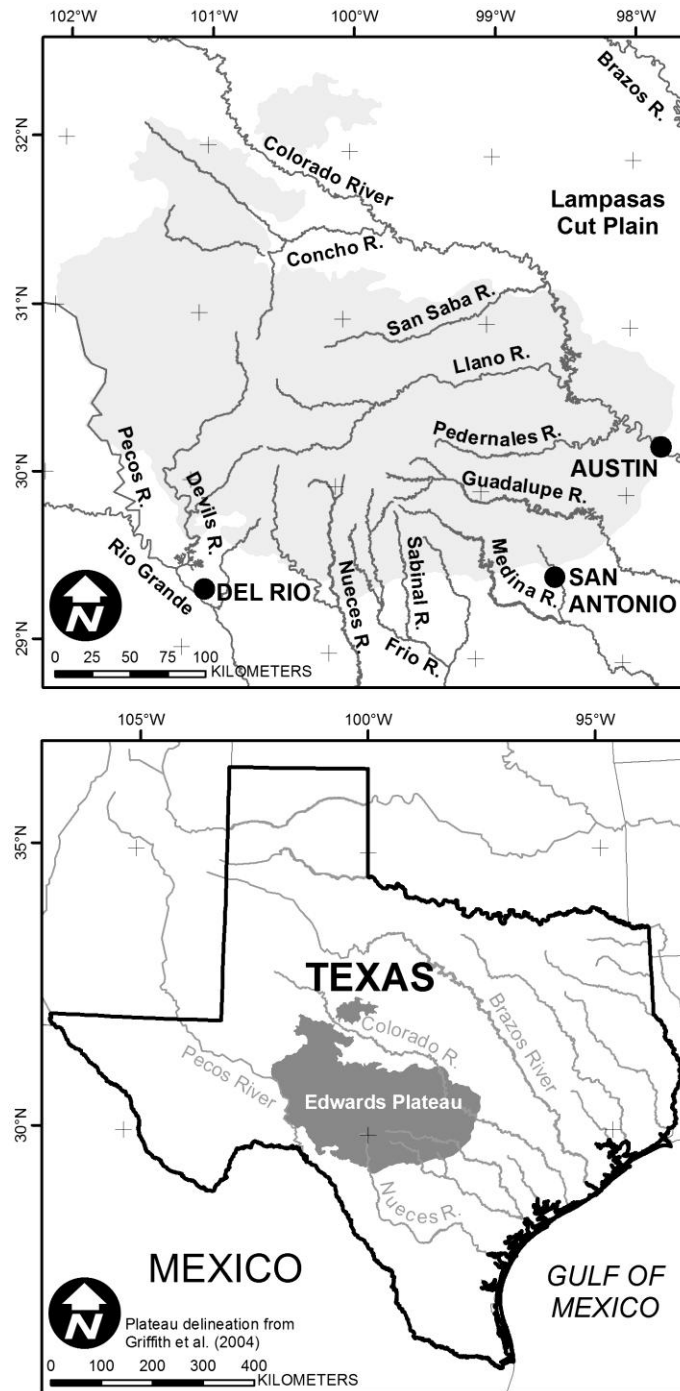 102°W 101°W 100°W 99°W 98°W
32°N
31°N
30°N
29°N
Brazos R.
Colorado River
Lampasas
Cut Plain
Concho R.
San Saba R.
Llano R.
Pedernales R.
AUSTIN
Guadalupe R.
Pecos R.
Devils R.
Rio Grande
DEL RIO
Nueces R.
Sabinal R.
Frio R.
Medina R.
SAN
ANTONIO
N
0 25 50 75 100
KILOMETERS
105°W 100°W 95°W
35°N
30°N
TEXAS
Colorado R.
Brazos River
Pecos River
Edwards Plateau
Nueces R.
MEXICO
GULF OF
MEXICO
N
Plateau delineation from
Griffith et al. (2004)
0 100 200 300 400
KILOMETERS